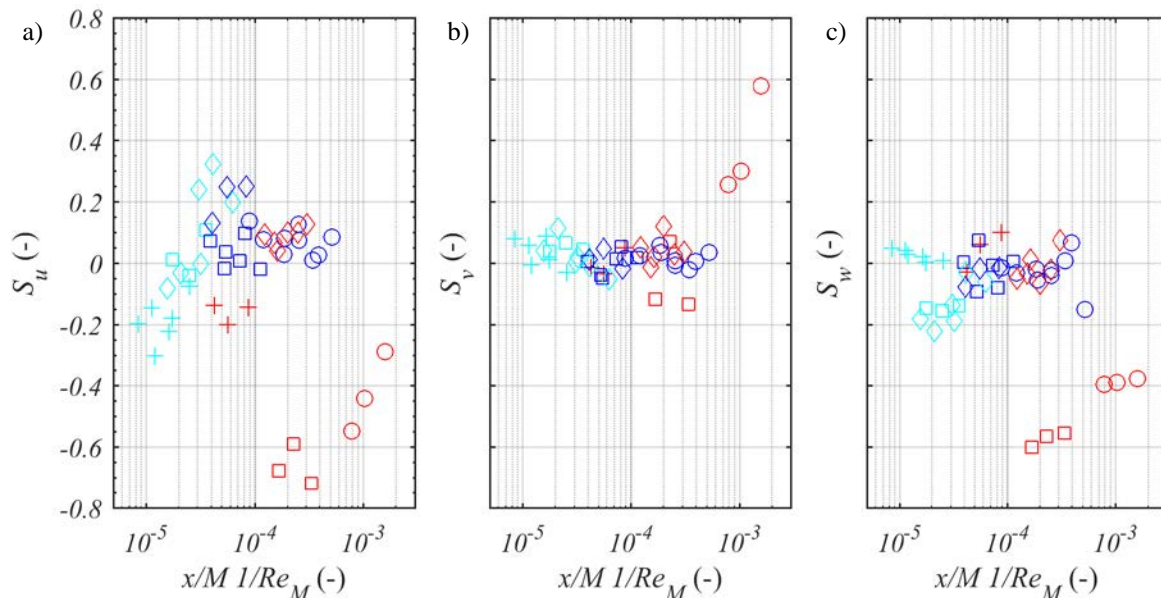 a)
0.8
0.6
0.4
0.2
0
-0.2
-0.4
-0.6
-0.8
S_u (-)
10^-5
10^-4
10^-3
x/M 1/Re_M (-)
b)
S_v (-)
10^-5
10^-4
10^-3
x/M 1/Re_M (-)
c)
S_w (-)
10^-5
10^-4
10^-3
x/M 1/Re_M (-)